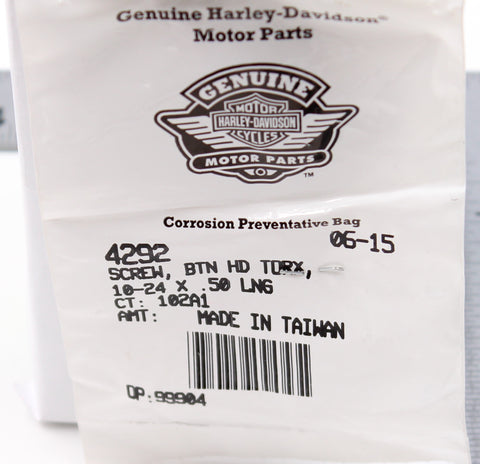 Genuine Harley-Davidson®
Motor Parts
GENUINE
MOTOR
HARLEY-DAVIDSON
CYCLES
MOTOR PARTS
™
Corrosion Preventative Bag
4292 06-15
SCREW, BTN HD TORX,
10-24 X .50 LNG
CT: 102A1
AMT: MADE IN TAIWAN
OP:99904